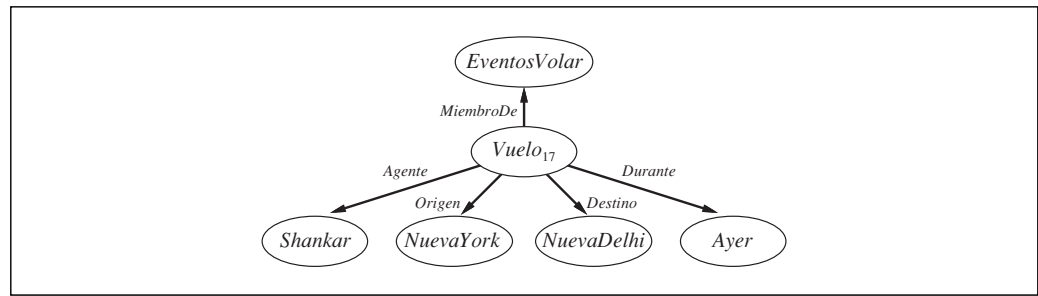 EventosVolar
MiembroDe
Vuelo₁₇
Agente
Durante
Origen
Destino
Shankar
NuevaYork
NuevaDelhi
Ayer